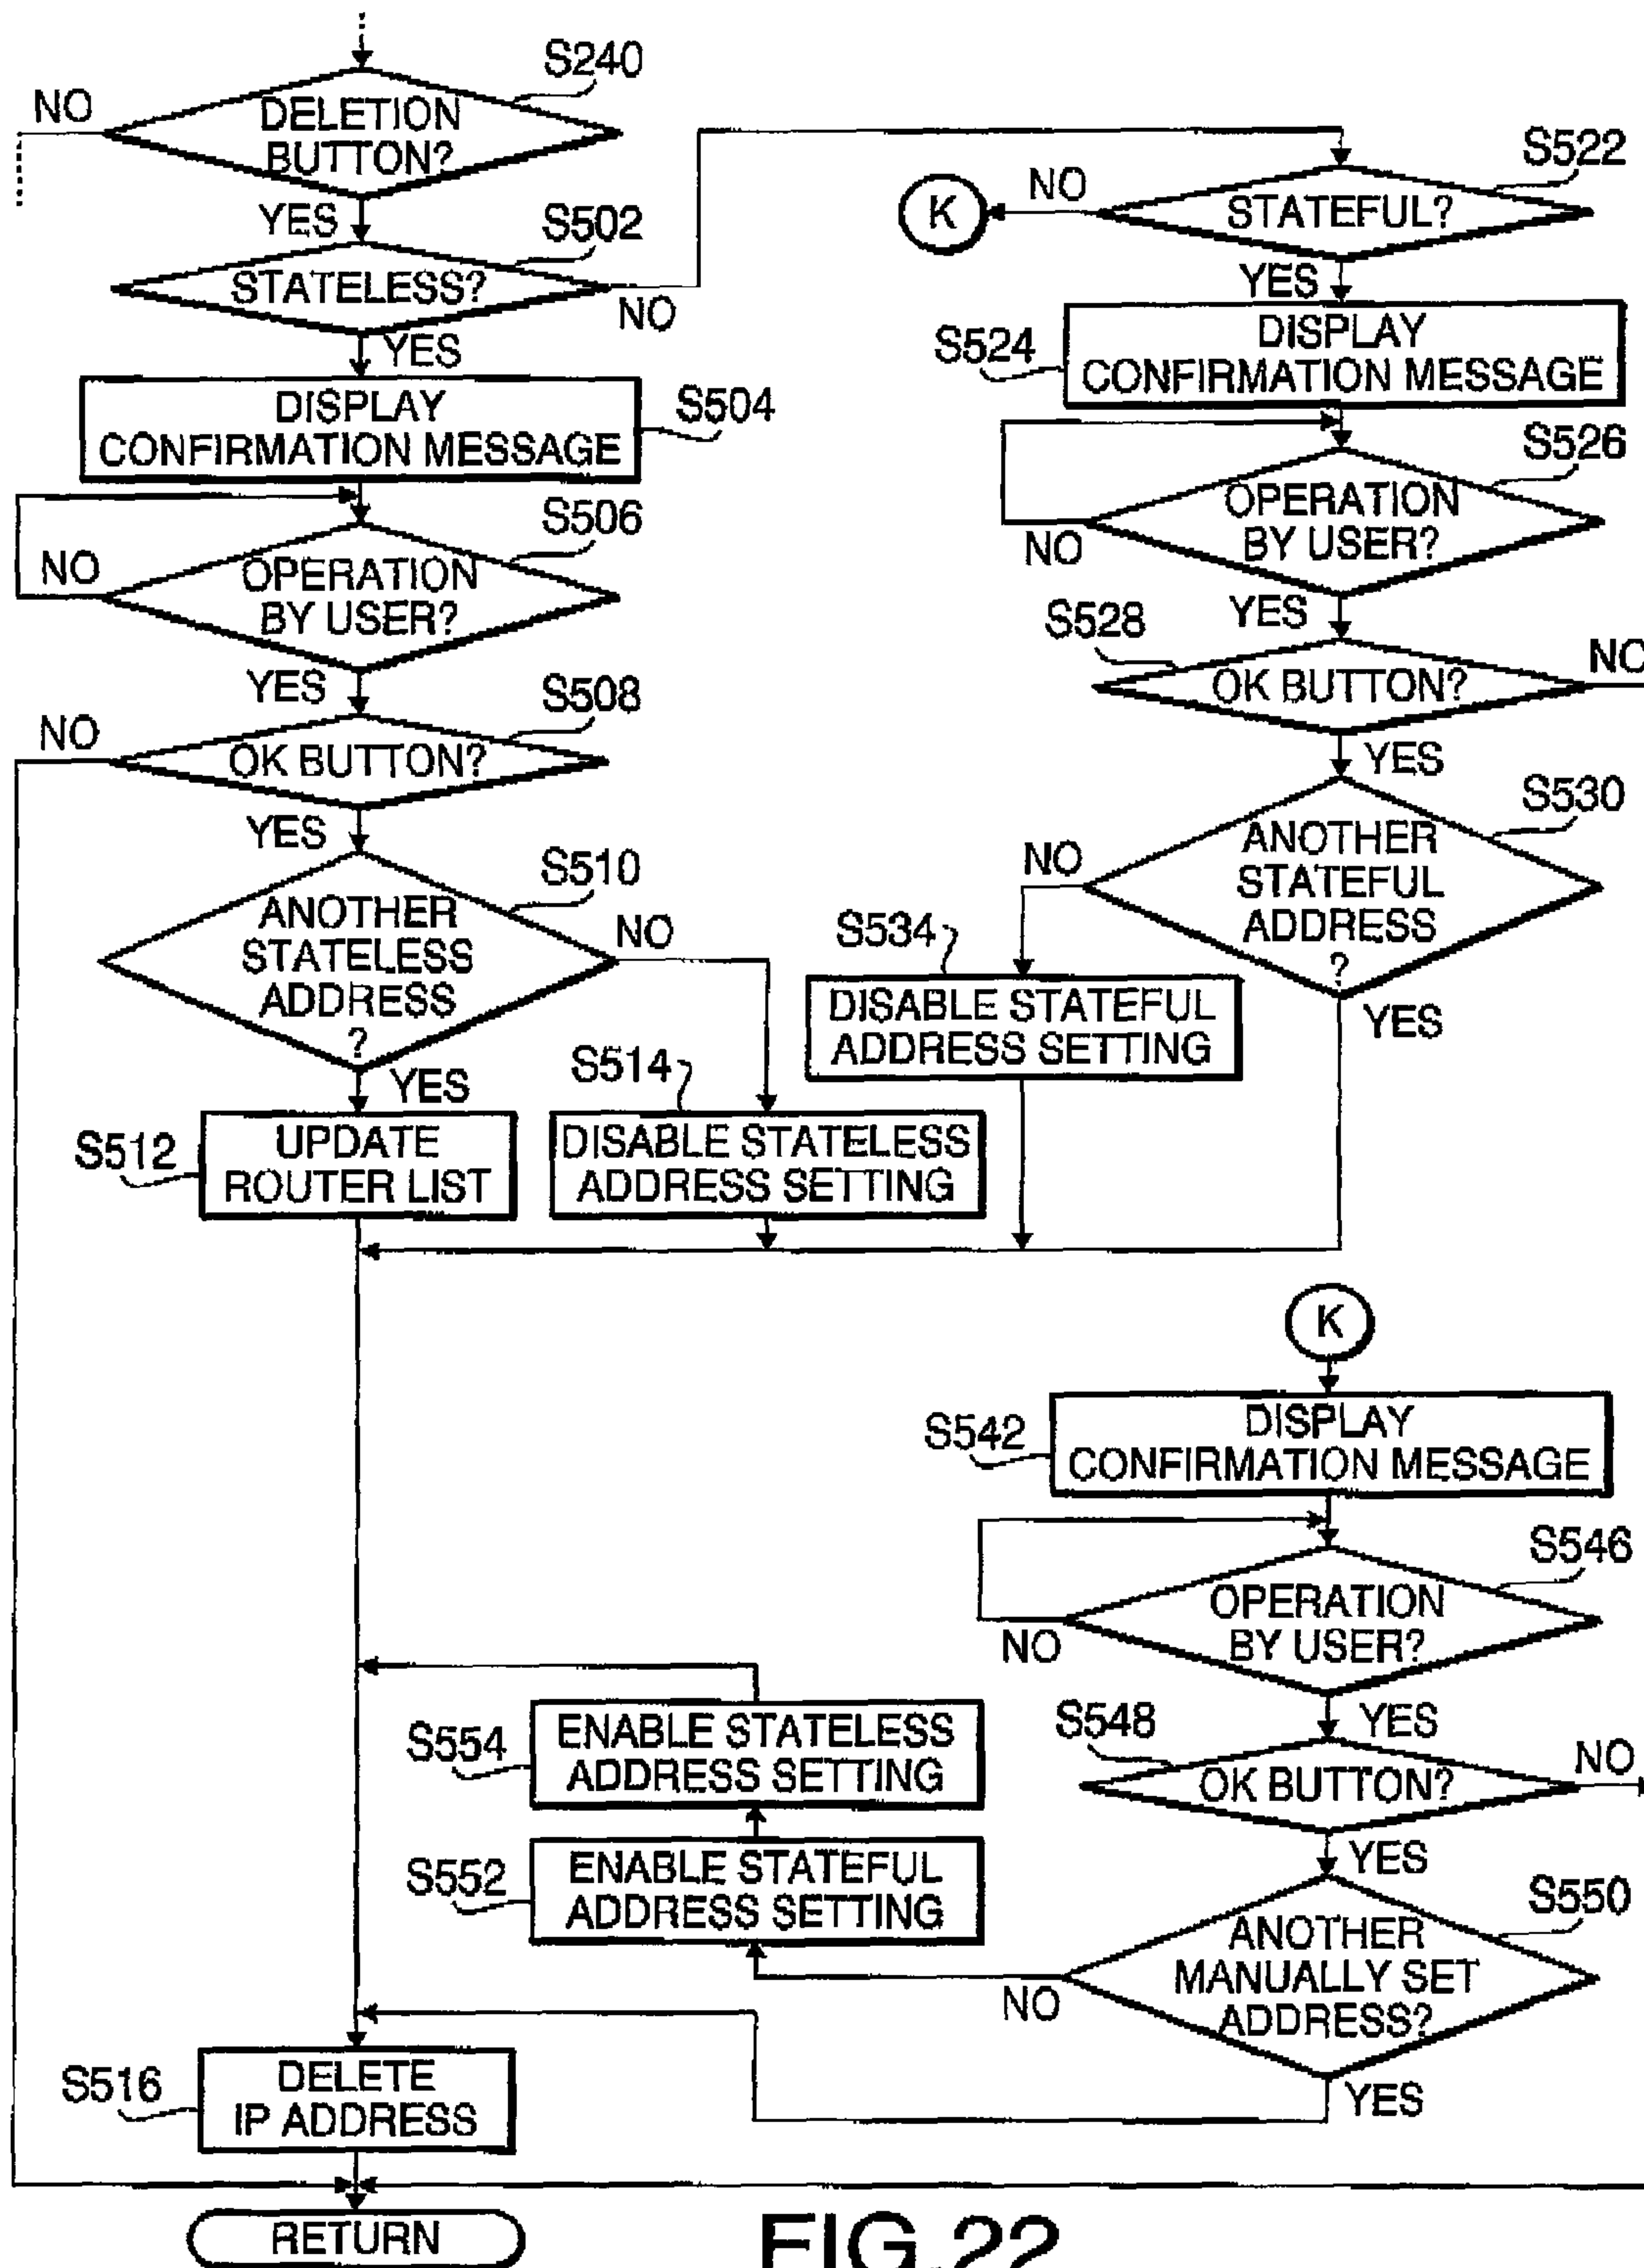 S240
NO
DELETION
BUTTON?
YES
S502
STATELESS?
NO
YES
DISPLAY
CONFIRMATION MESSAGE
S504
S506
NO
OPERATION
BY USER?
YES
S508
NO
OK BUTTON?
YES
S510
ANOTHER
STATELESS
ADDRESS
?
NO
YES
S512
UPDATE
ROUTER LIST
S514
DISABLE STATELESS
ADDRESS SETTING
S522
K
NO
STATEFUL?
YES
S524
DISPLAY
CONFIRMATION MESSAGE
S526
OPERATION
BY USER?
NO
YES
S528
OK BUTTON?
NO
YES
S530
NO
ANOTHER
STATEFUL
ADDRESS
?
YES
S534
DISABLE STATEFUL
ADDRESS SETTING
K
S542
DISPLAY
CONFIRMATION MESSAGE
S546
OPERATION
BY USER?
NO
YES
S548
OK BUTTON?
NO
YES
S550
ANOTHER
MANUALLY SET
ADDRESS?
NO
YES
S554
ENABLE STATELESS
ADDRESS SETTING
S552
ENABLE STATEFUL
ADDRESS SETTING
S516
DELETE
IP ADDRESS
RETURN
FIG.22